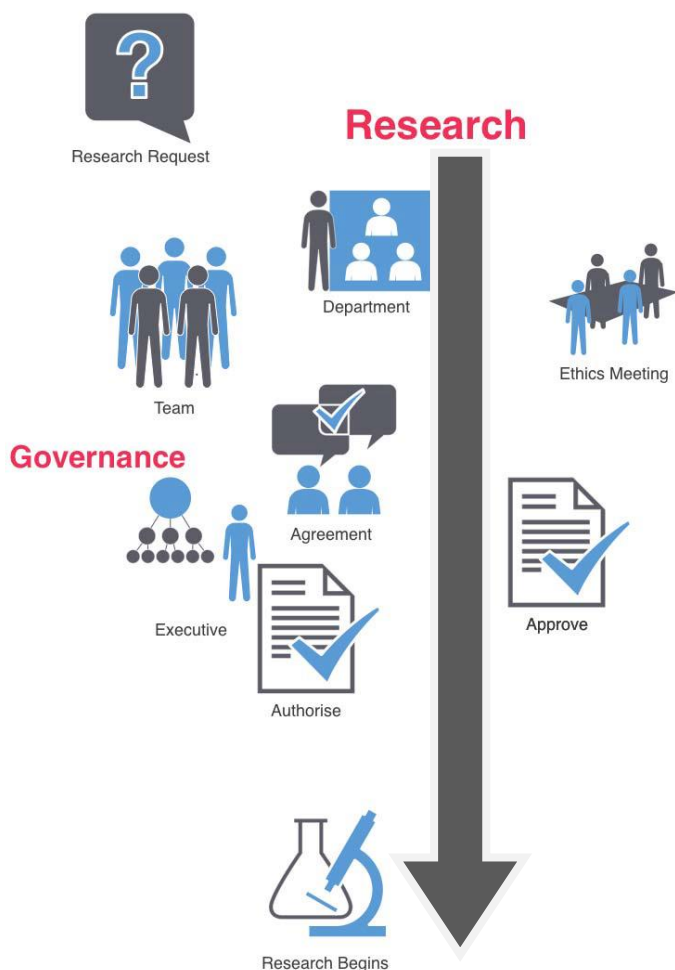 ?
Research Request
Research
Department
Team
Ethics Meeting
Governance
Agreement
Executive
Approve
Authorise
Research Begins